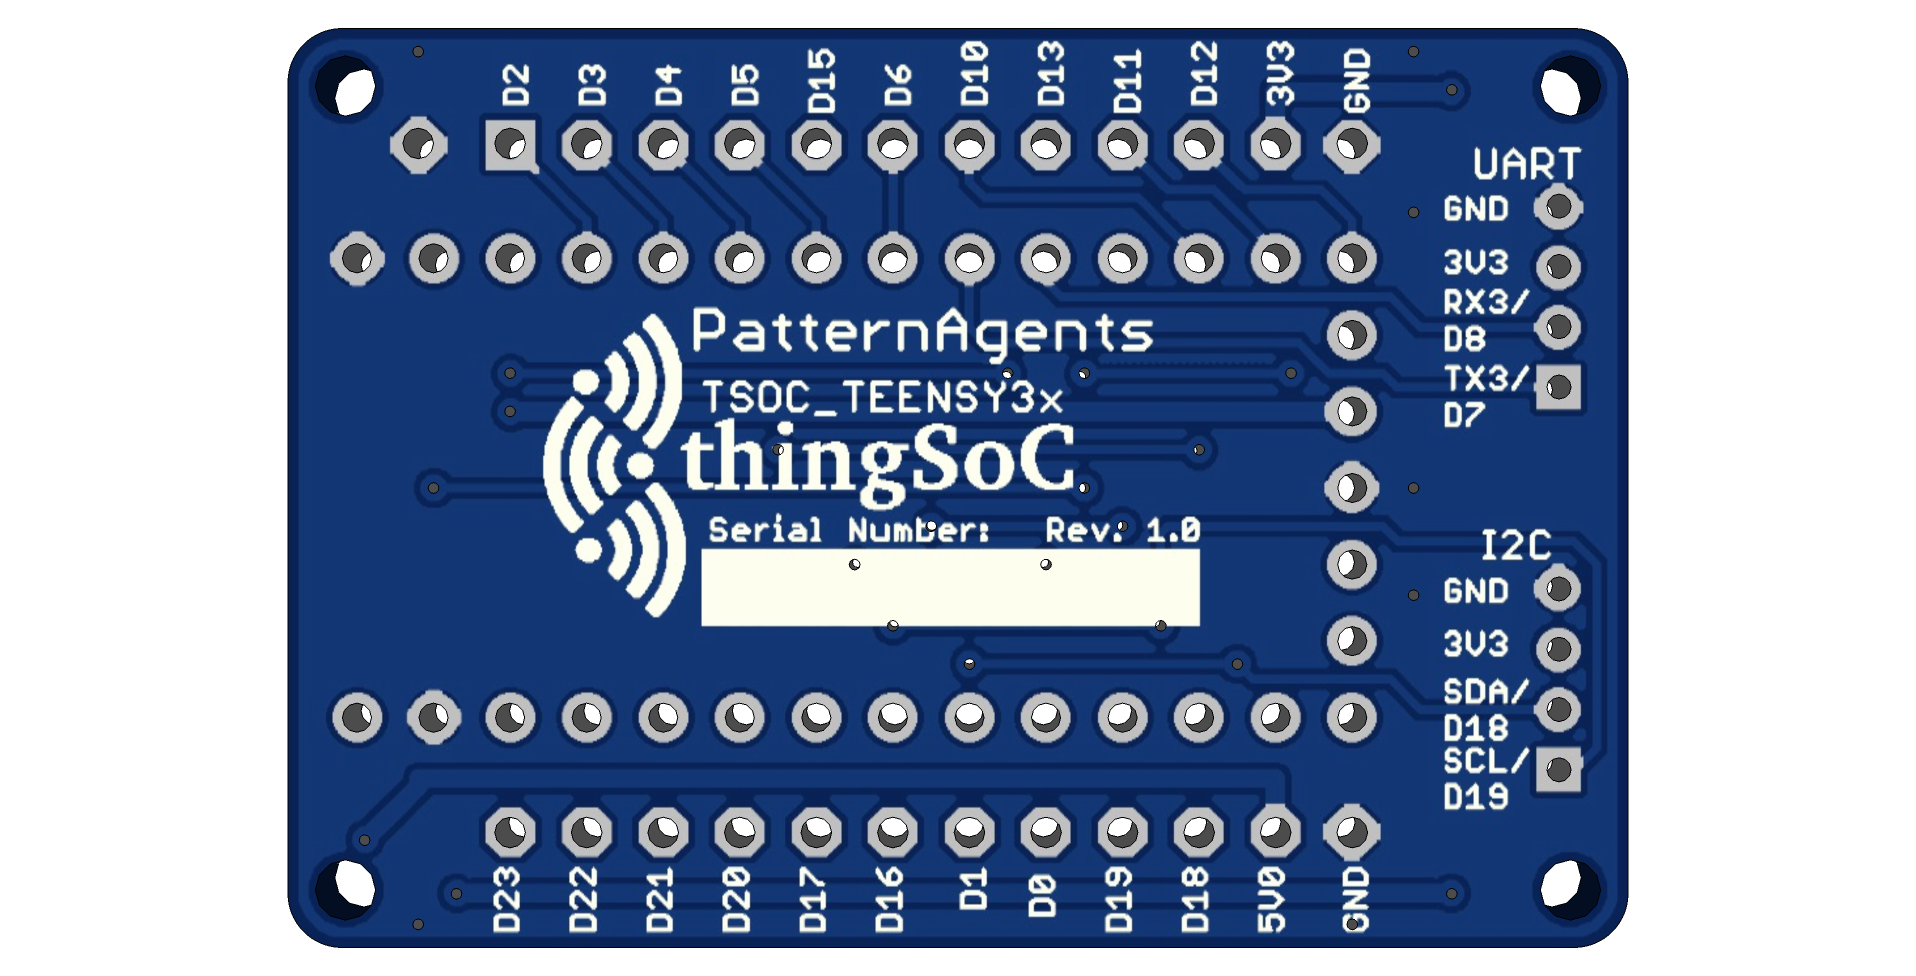 D2 D3 D4 D5 D15 D6 D10 D13 D11 D12 3V3 GND
UART
GND
3V3
RX3/
D8
TX3/
D7
PatternAgents
TSOC_TEENSY3x
thingSoC
Serial Number: Rev. 1.0
I2C
GND
3V3
SDA/
D18
SCL/
D19
D23 D22 D21 D20 D17 D16 D1 D0 D19 D18 5V0 GND